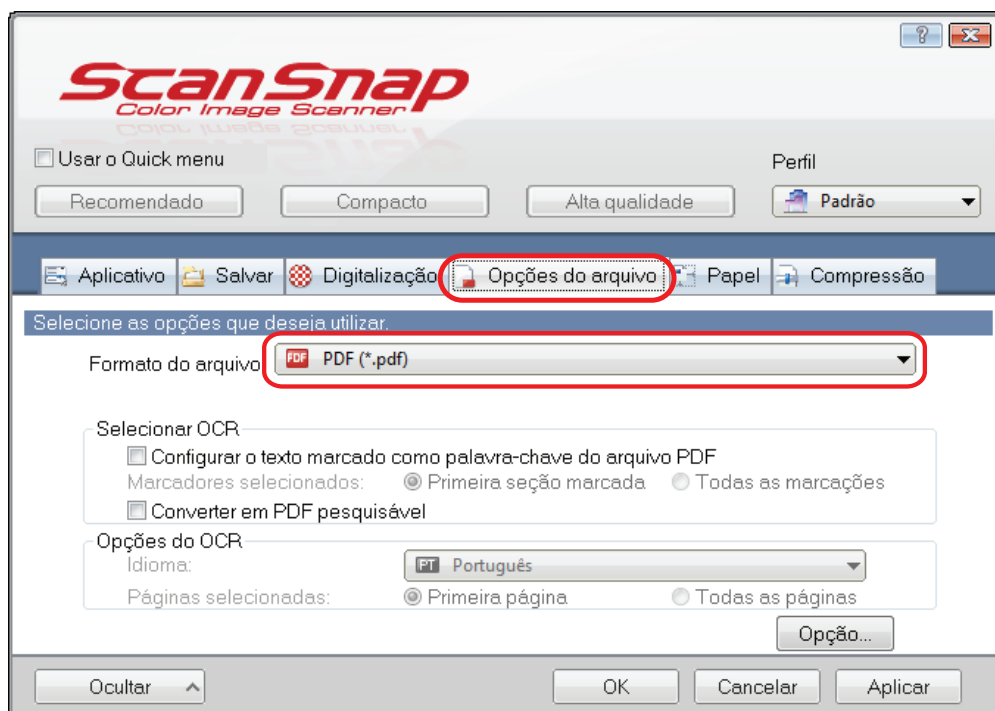 ScanSnap
Color Image Scanner
Usar o Quick menu
Perfil
Recomendado Compacto Alta qualidade Padrão
Aplicativo Salvar Digitalização Opções do arquivo Papel Compressão
Selecione as opções que deseja utilizar.
Formato do arquivo PDF PDF (*.pdf)
Selecionar OCR
Configurar o texto marcado como palavra-chave do arquivo PDF
Marcadores selecionados: Primeira seção marcada Todas as marcações
Converter em PDF pesquisável
Opções do OCR
Idioma: PT Português
Páginas selecionadas: Primeira página Todas as páginas
Opção...
Ocultar OK Cancelar Aplicar